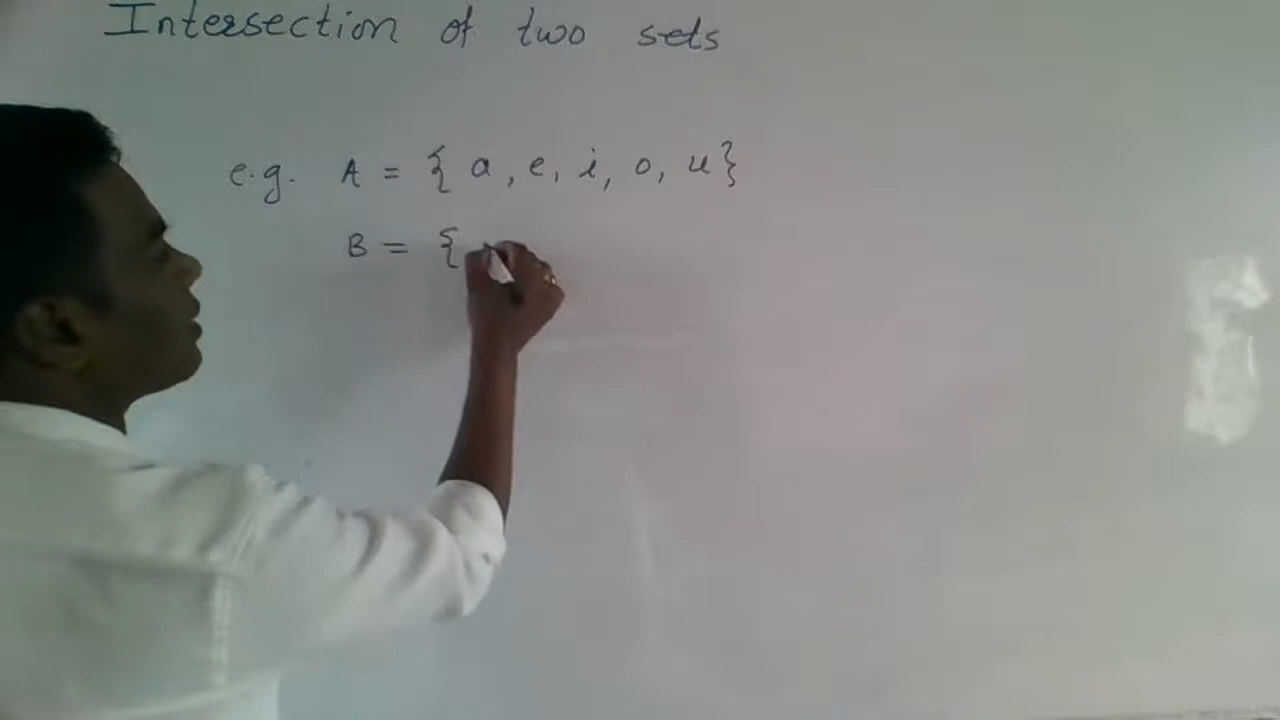 Intersection of two sets
e.g. A = { a, e, i, o, u}
B = {